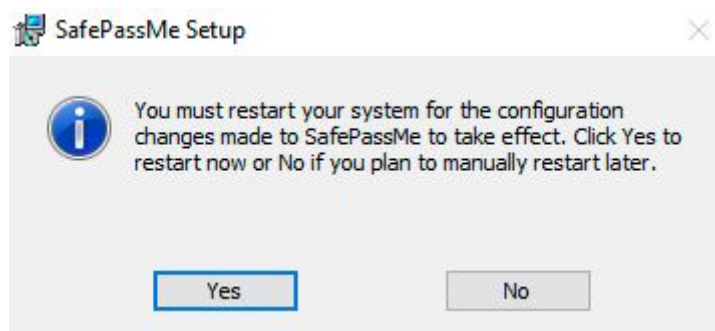 SafePassMe Setup
You must restart your system for the configuration
changes made to SafePassMe to take effect. Click Yes to
restart now or No if you plan to manually restart later.
Yes
No